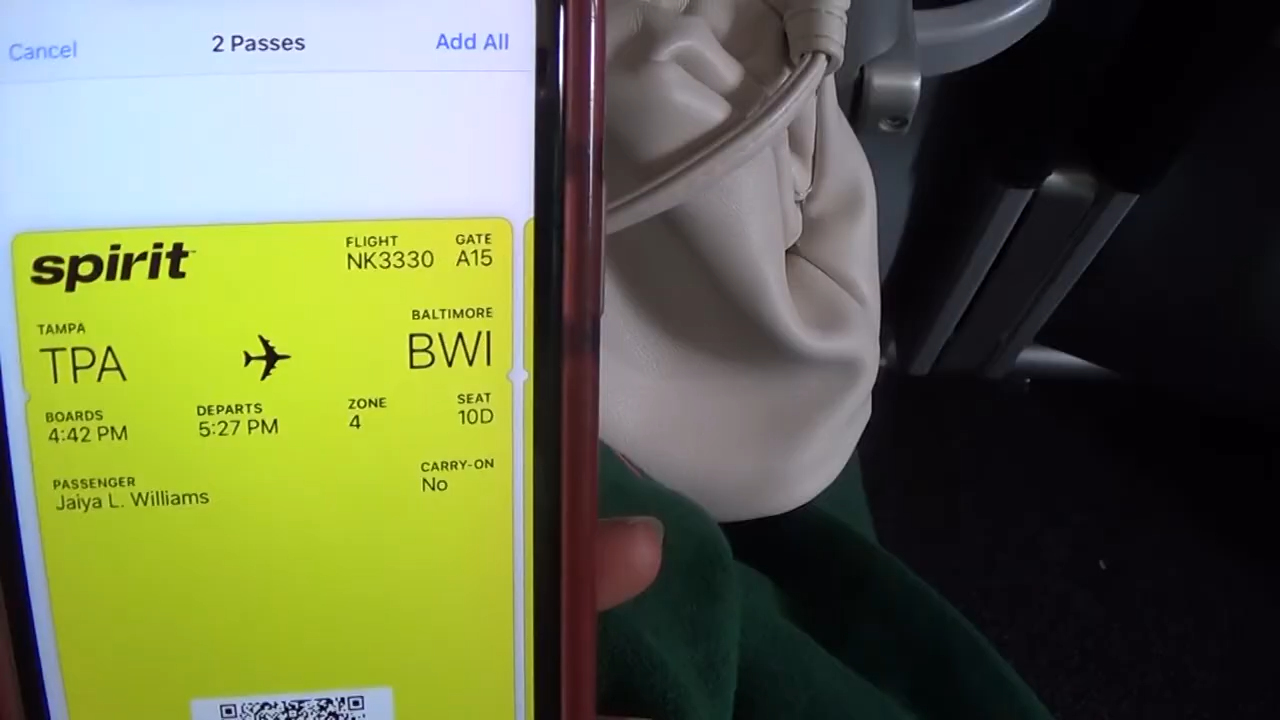 Cancel 2 Passes Add All
spirit
FLIGHT GATE
NK3330 A15
TAMPA BALTIMORE
TPA BWI
BOARDS DEPARTS ZONE SEAT
4:42 PM 5:27 PM 4 10D
PASSENGER CARRY-ON
Jaiya L. Williams No